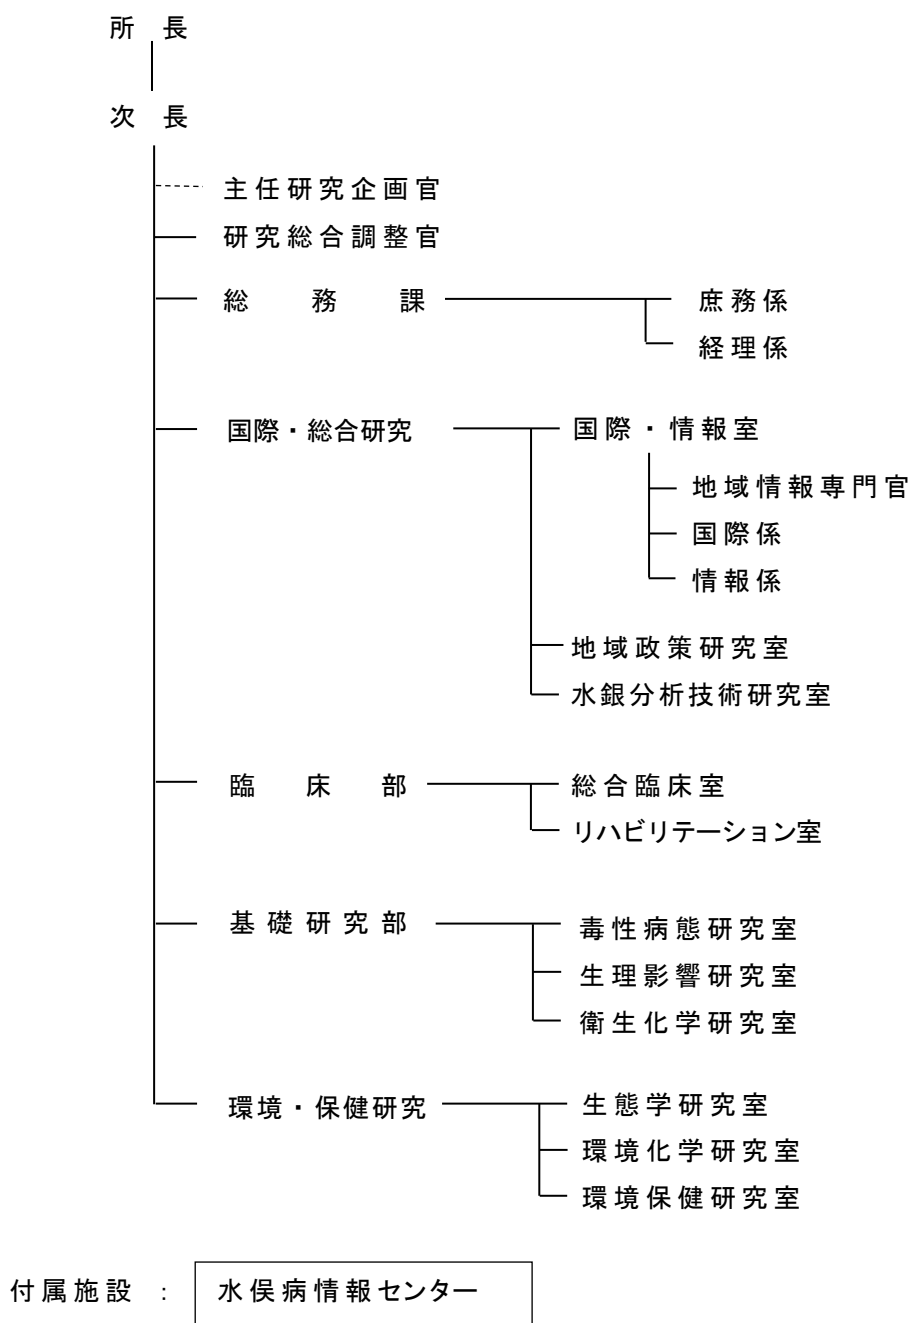 所長
次長
主任研究企画官
研究総合調整官
総務課
庶務係
経理係
国際・総合研究
国際・情報室
地域情報専門官
国際係
情報係
地域政策研究室
水銀分析技術研究室
臨床部
総合臨床室
リハビリテーション室
基礎研究部
毒性病態研究室
生理影響研究室
衛生化学研究室
環境・保健研究
生態学研究室
環境化学研究室
環境保健研究室
付属施設 : 水俣病情報センター